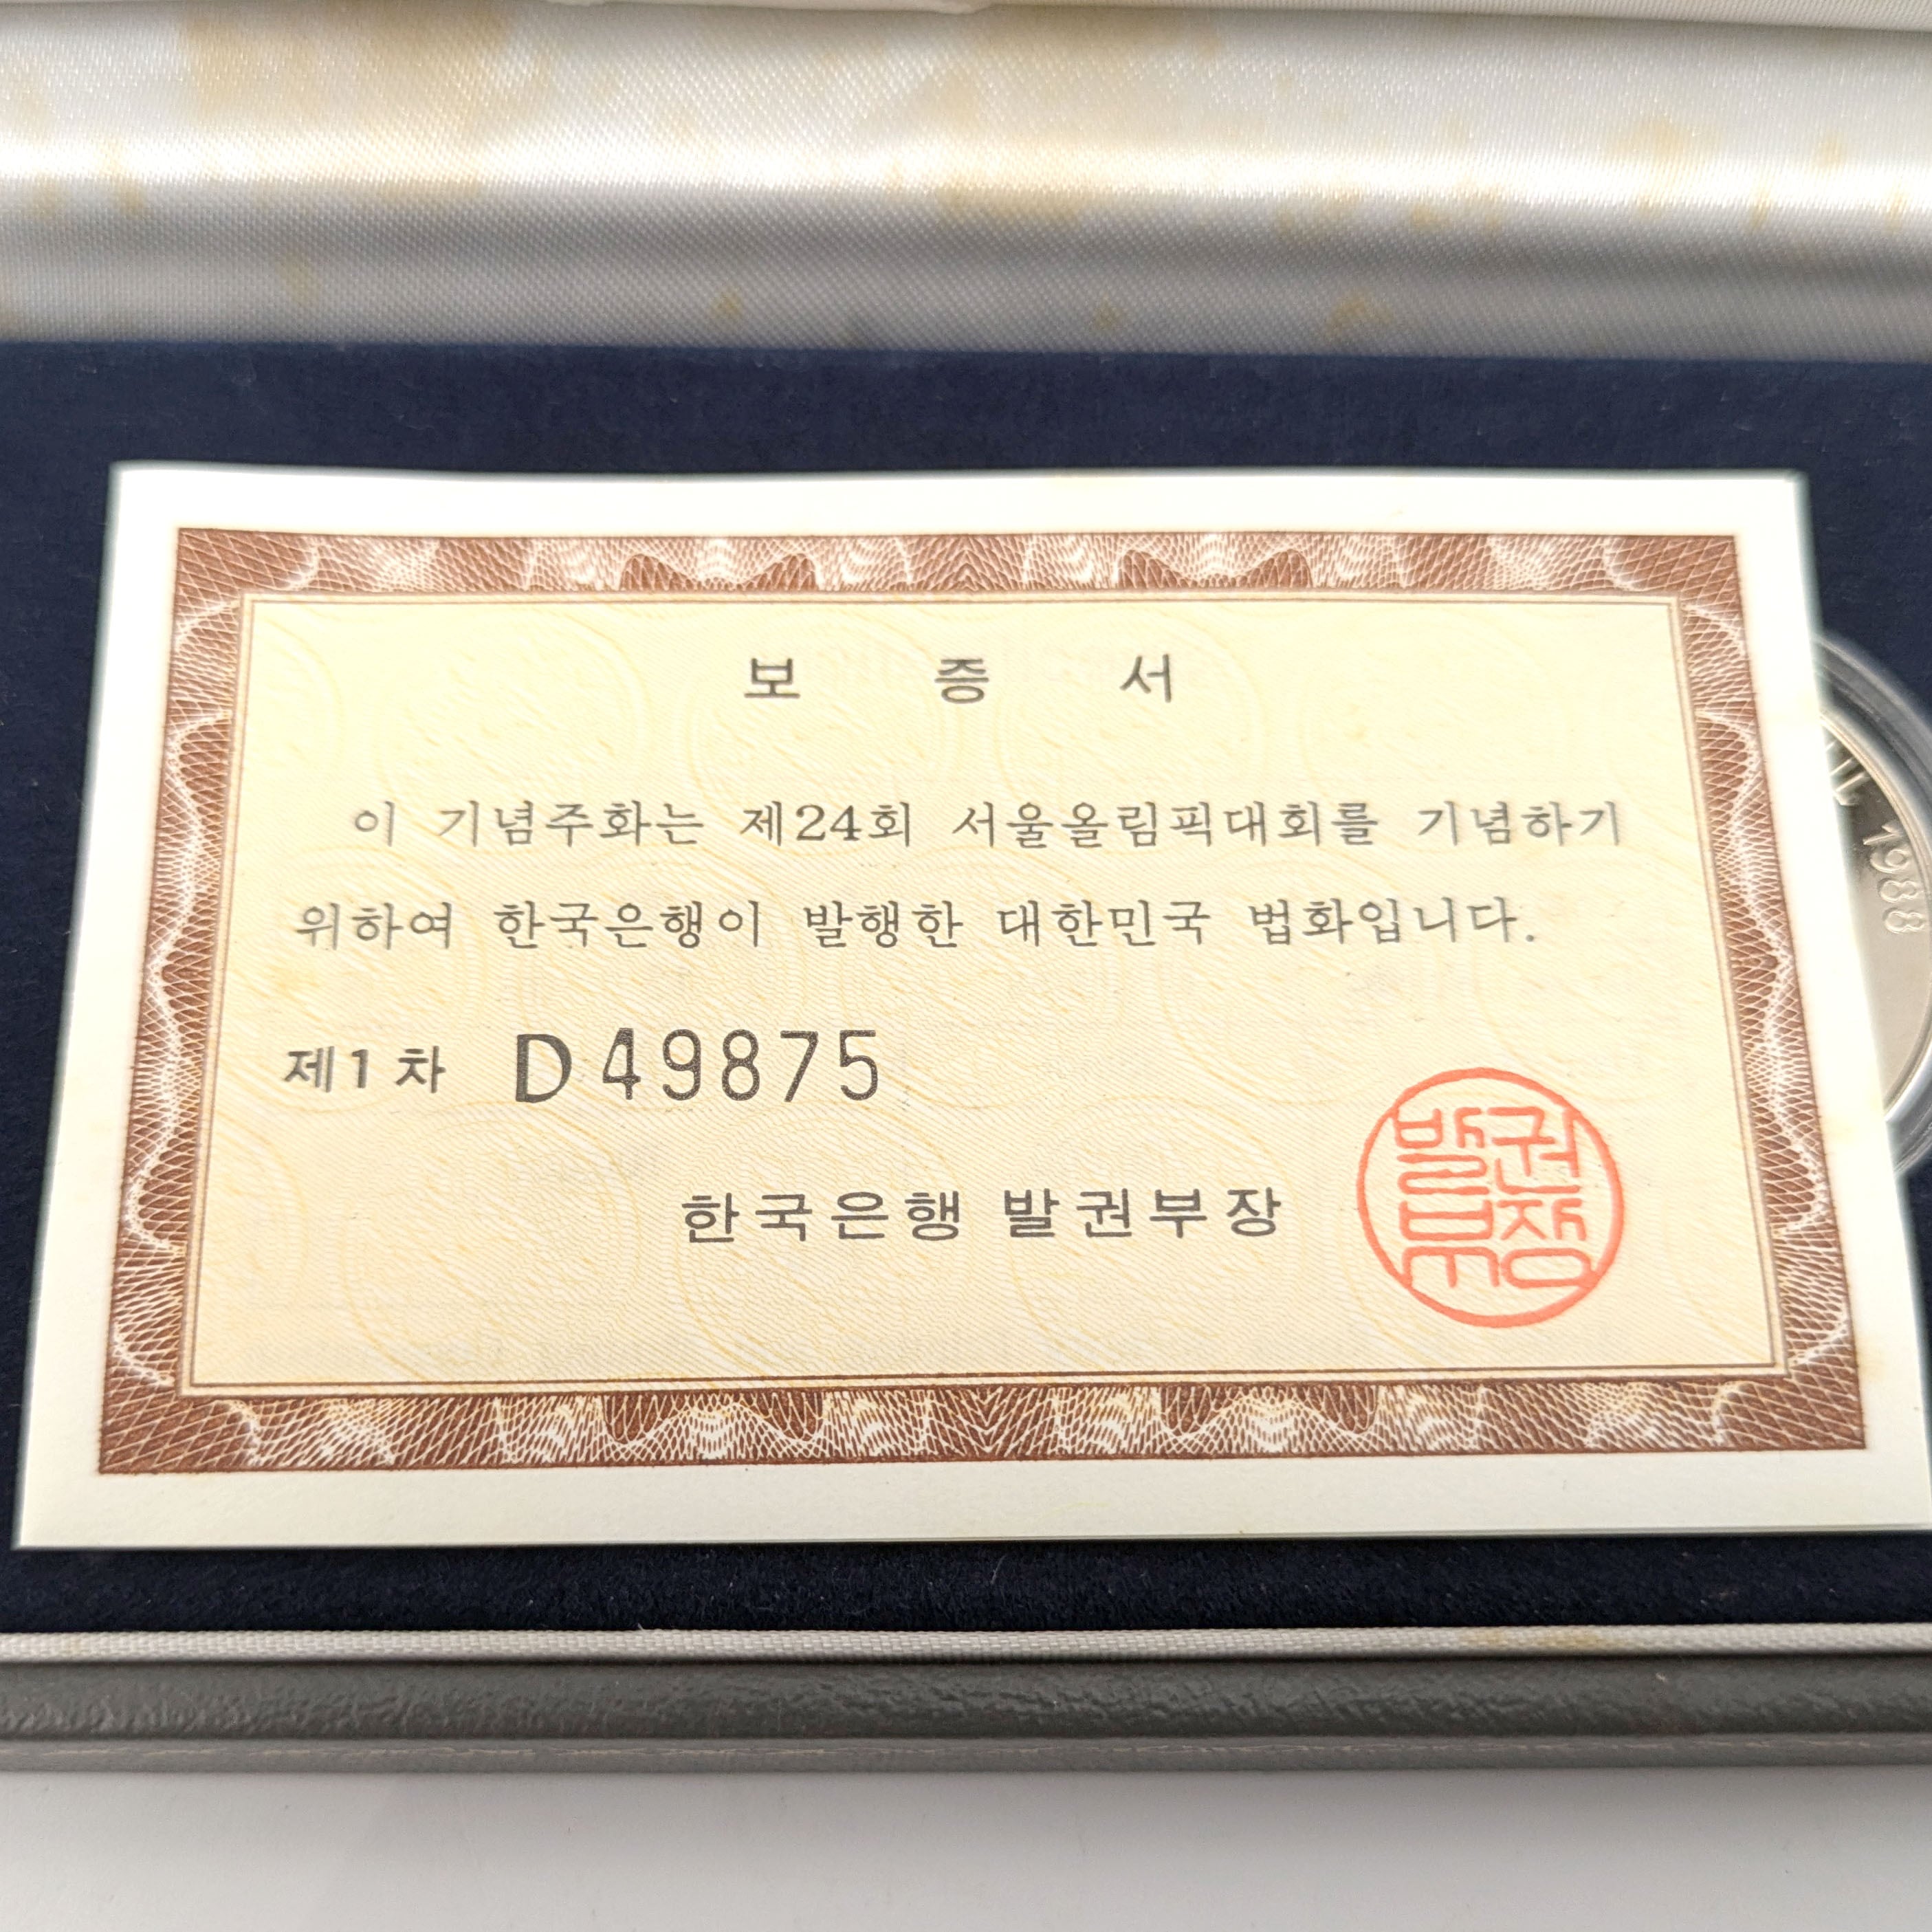 보 증 서
이 기념주화는 제24회 서울올림픽대회를 기념하기
위하여 한국은행이 발행한 대한민국 법화입니다.
제1차 D49875
한국은행 발권부장
발권
부장
1988